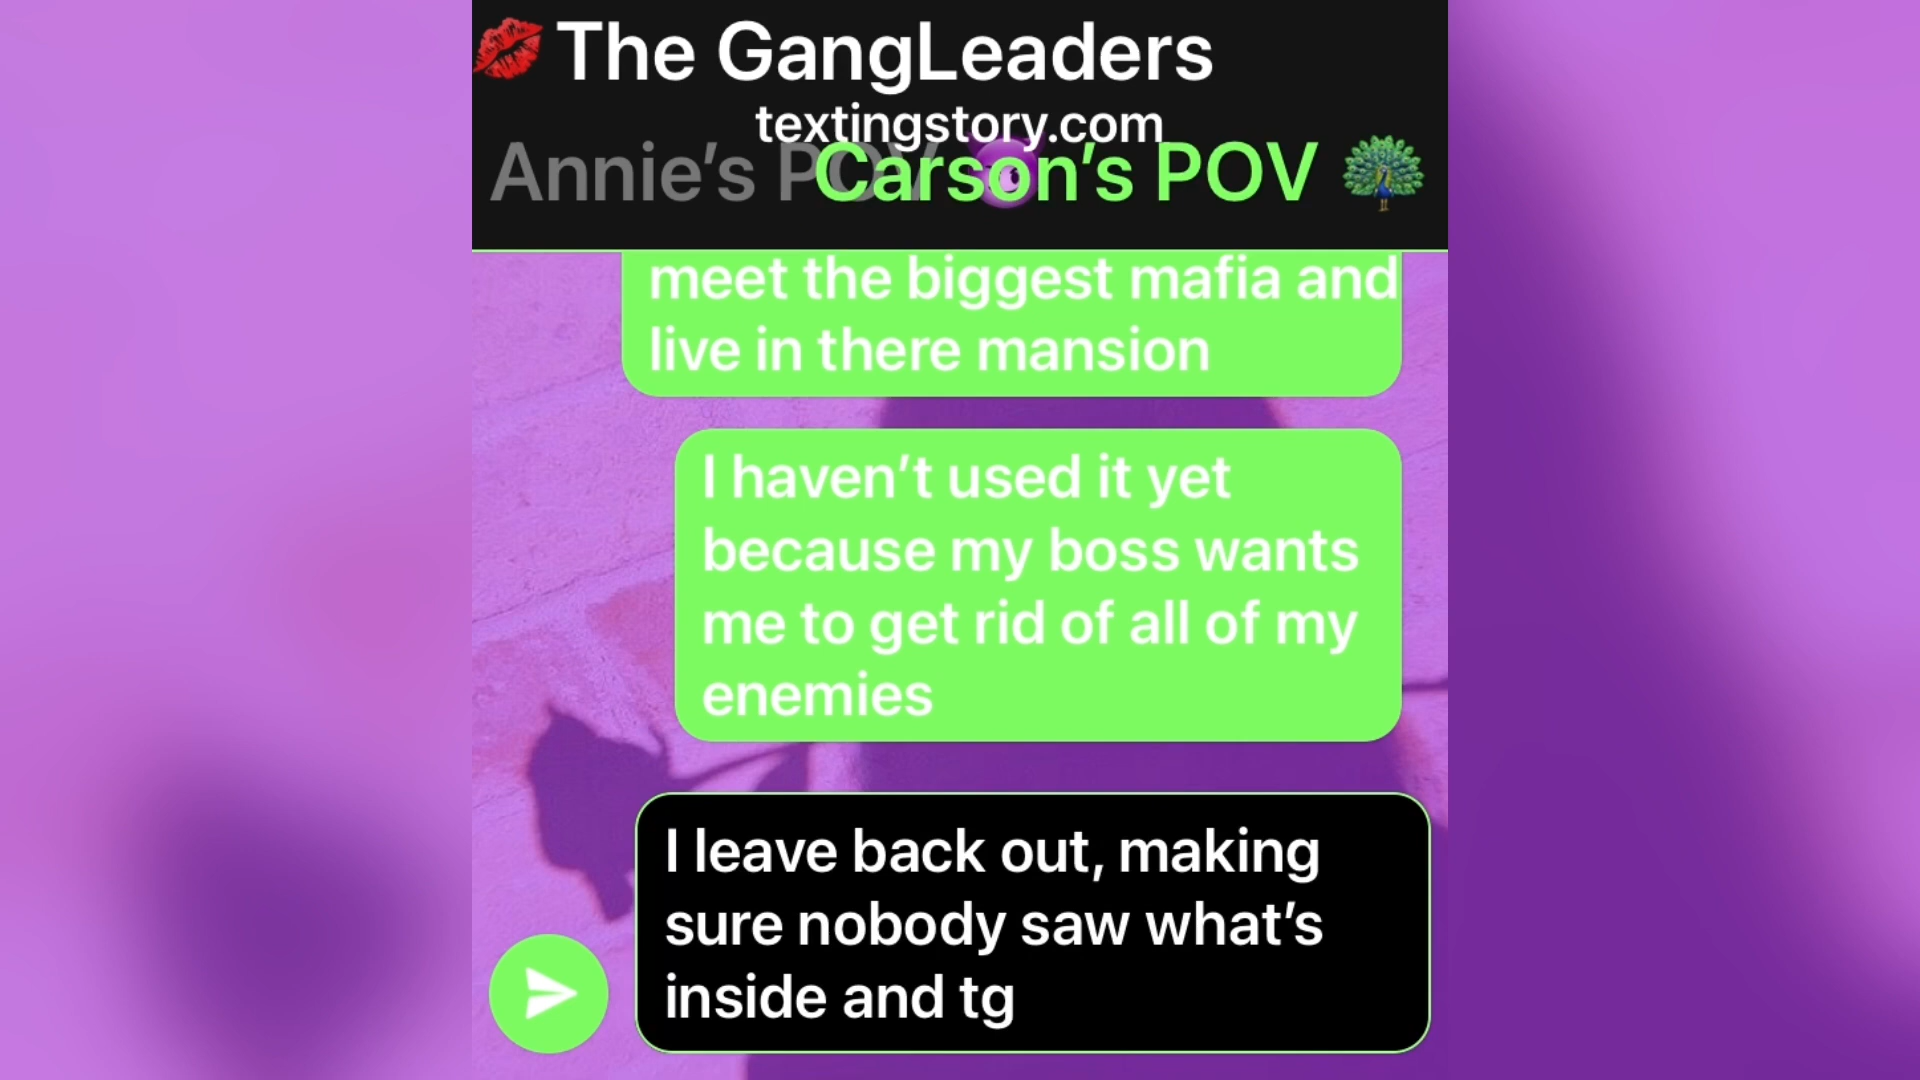 💋 The GangLeaders
textingstory.com
Annie’s POV 😈 Carson’s POV 🦚
meet the biggest mafia and
live in there mansion
I haven’t used it yet
because my boss wants
me to get rid of all of my
enemies
I leave back out, making
sure nobody saw what’s
inside and tg